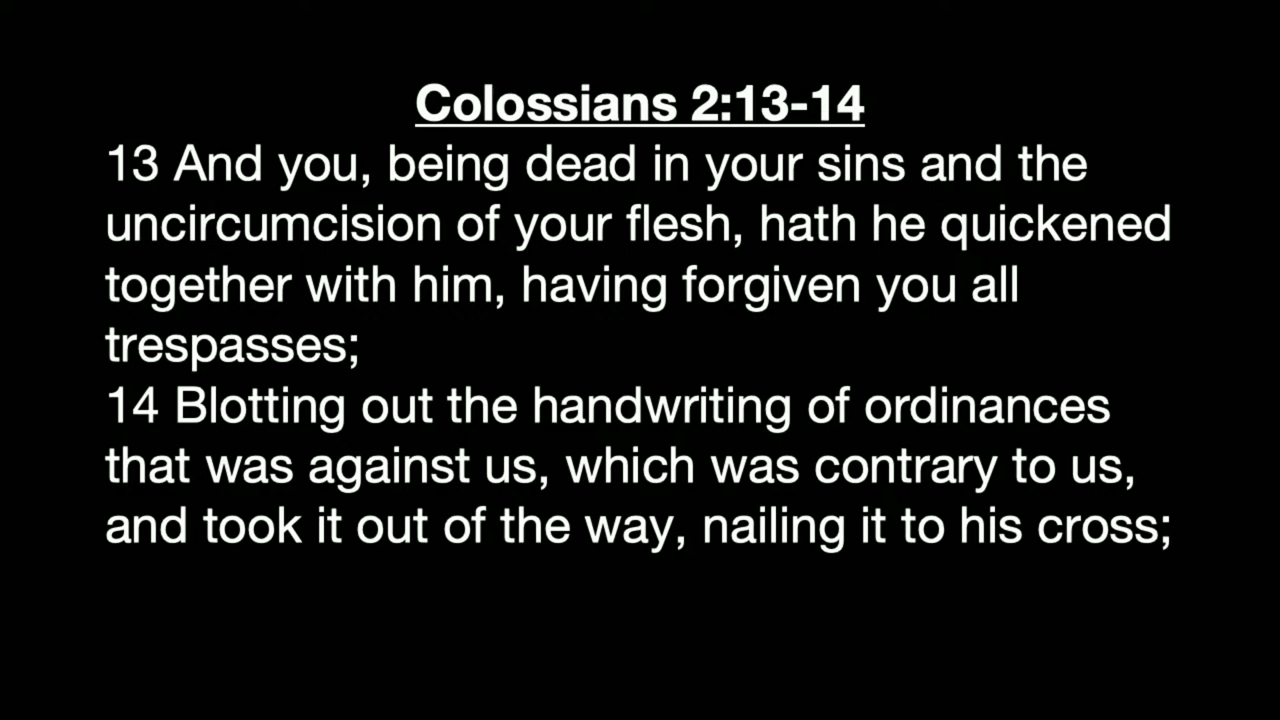 Colossians 2:13-14
13 And you, being dead in your sins and the
uncircumcision of your flesh, hath he quickened
together with him, having forgiven you all
trespasses;
14 Blotting out the handwriting of ordinances
that was against us, which was contrary to us,
and took it out of the way, nailing it to his cross;